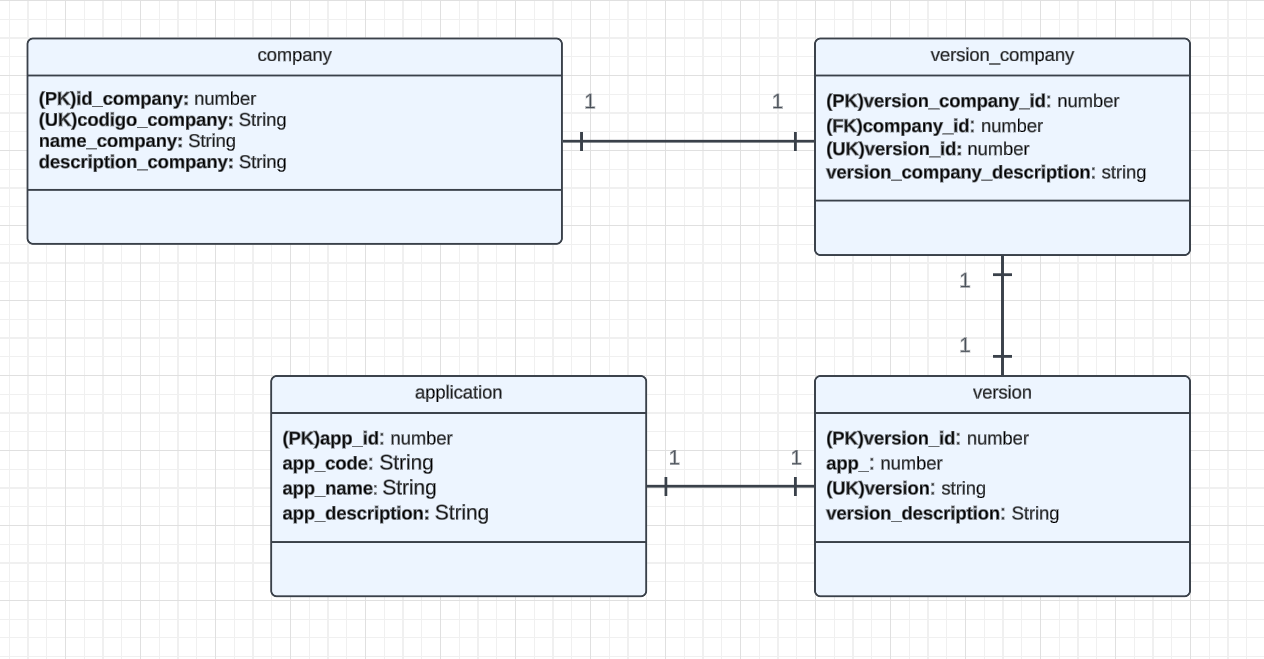 company
(PK)id_company: number
(UK)codigo_company: String
name_company: String
description_company: String
1
1
version_company
(PK)version_company_id: number
(FK)company_id: number
(UK)version_id: number
version_company_description: string
1
1
application
(PK)app_id: number
app_code: String
app_name: String
app_description: String
1
1
version
(PK)version_id: number
app_: number
(UK)version: string
version_description: String